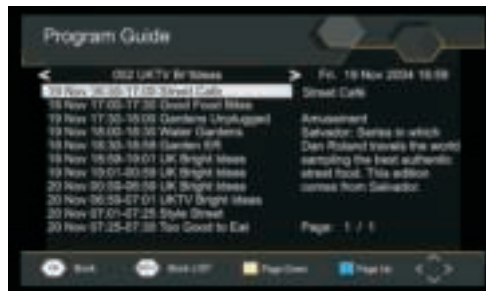 Program Guide
002 UKTV Br'Ideas
Fri, 19 Nov 2004 16:59
19 Nov 16:30-17:00 Street Cafe
Street Cafe
19 Nov 17:00-17:30 Good Food Bites
19 Nov 17:30-18:00 Gardens Unplugged
Amusement
19 Nov 18:00-18:30 Water Gardens
Salvador: Series in which
19 Nov 18:30-18:59 Garden ER
Dan Roland travels the world
19 Nov 18:59-19:01 UK Bright Ideas
sampling the best authentic
19 Nov 19:01-00:59 UK Bright Ideas
street food. This edition
20 Nov 00:59-06:59 UK Bright Ideas
comes from Salvador.
20 Nov 06:59-07:01 UKTV Bright Ideas
20 Nov 07:01-07:25 Style Street
20 Nov 07:25-07:30 Too Good to Eat
Page: 1 / 1
Book
Book LIST
Page Down
Page Up